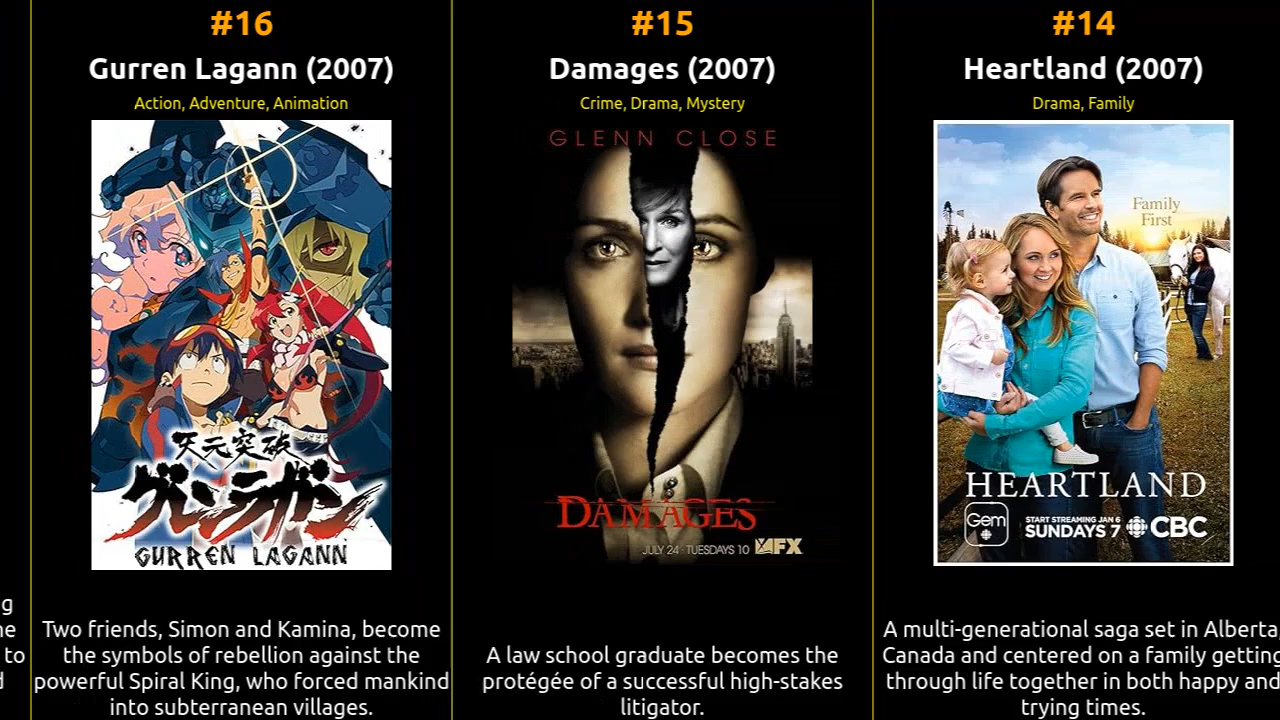 #16
Gurren Lagann (2007)
Action, Adventure, Animation
天元突破
グレンラガン
GURREN LAGANN
Two friends, Simon and Kamina, become
the symbols of rebellion against the
powerful Spiral King, who forced mankind
into subterranean villages.
#15
Damages (2007)
Crime, Drama, Mystery
GLENN CLOSE
DAMAGES
JULY 24 · TUESDAYS 10 FX
A law school graduate becomes the
protégée of a successful high-stakes
litigator.
#14
Heartland (2007)
Drama, Family
Family
First
HEARTLAND
Gem
START STREAMING JAN 6
SUNDAYS 7 CBC
A multi-generational saga set in Alberta,
Canada and centered on a family getting
through life together in both happy and
trying times.
g
to